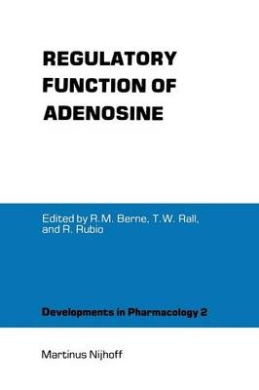 REGULATORY
FUNCTION OF
ADENOSINE
Edited by R.M. Berne, T.W. Rall,
and R. Rubio
Developments in Pharmacology 2
Martinus Nijhoff